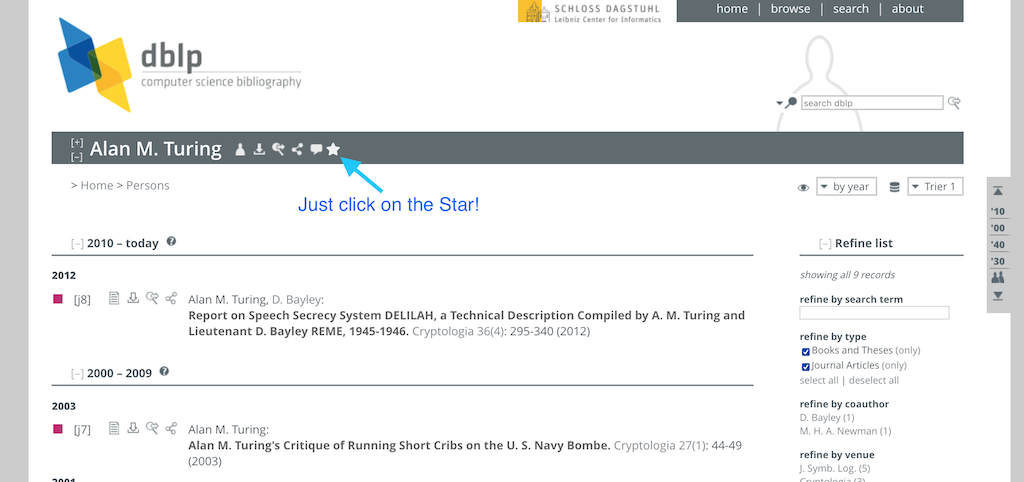 SCHLOSS DAGSTUHL
Leibniz Center for Informatics
home | browse | search | about
dblp
computer science bibliography
search dblp
[+]
[−] Alan M. Turing
> Home > Persons
by year
Trier 1
Just click on the Star!
'10
'00
'40
'30
[−] 2010 – today ?
[−] Refine list
2012
showing all 9 records
[j8] Alan M. Turing, D. Bayley:
Report on Speech Secrecy System DELILAH, a Technical Description Compiled by A. M. Turing and
Lieutenant D. Bayley REME, 1945-1946. Cryptologia 36(4): 295-340 (2012)
refine by search term
refine by type
Books and Theses (only)
Journal Articles (only)
select all | deselect all
[−] 2000 – 2009 ?
2003
[j7] Alan M. Turing:
Alan M. Turing's Critique of Running Short Cribs on the U. S. Navy Bombe. Cryptologia 27(1): 44-49
(2003)
refine by coauthor
D. Bayley (1)
M. H. A. Newman (1)
refine by venue
J. Symb. Log. (5)
Cryptologia (3)
2001